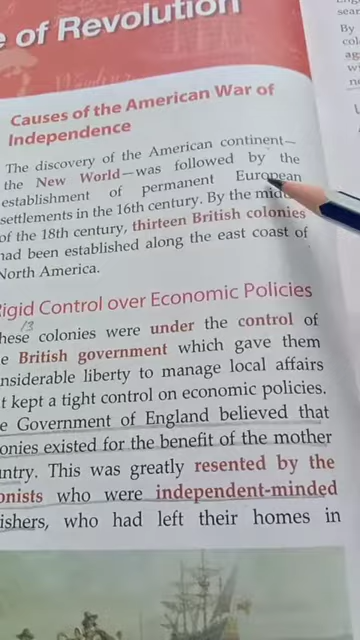 e of Revolution
Causes of the American War of
Independence
The discovery of the American continent—
the New World—was followed by the
establishment of permanent European
settlements in the 16th century. By the
of the 18th century, thirteen British colonies
had been established along the east coast of
North America.
Rigid Control over Economic Policies
13
hese colonies were under the control of
e British government which gave them
nsiderable liberty to manage local affairs
t kept a tight control on economic policies.
e Government of England believed that
onies existed for the benefit of the mother
ntry. This was greatly resented by the
onists who were independent-minded
ishers, who had left their homes in
sear
By
col